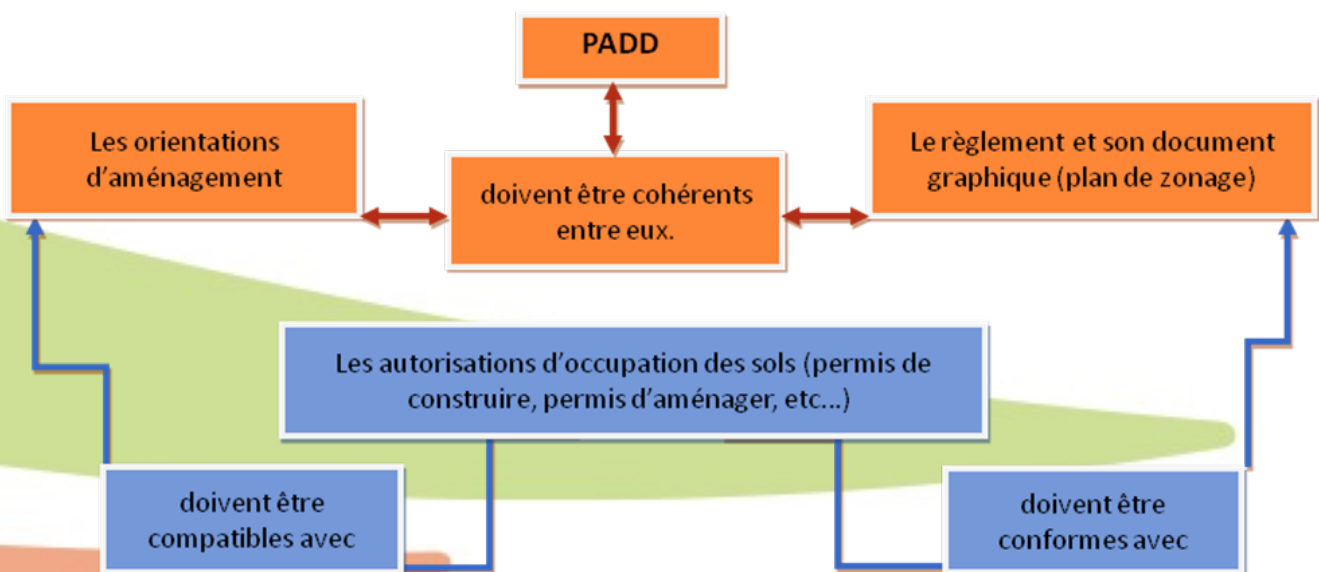 PADD
Les orientations
d’aménagement
doivent être cohérents
entre eux.
Le règlement et son document
graphique (plan de zonage)
Les autorisations d’occupation des sols (permis de
construire, permis d’aménager, etc...)
doivent être
compatibles avec
doivent être
conformes avec